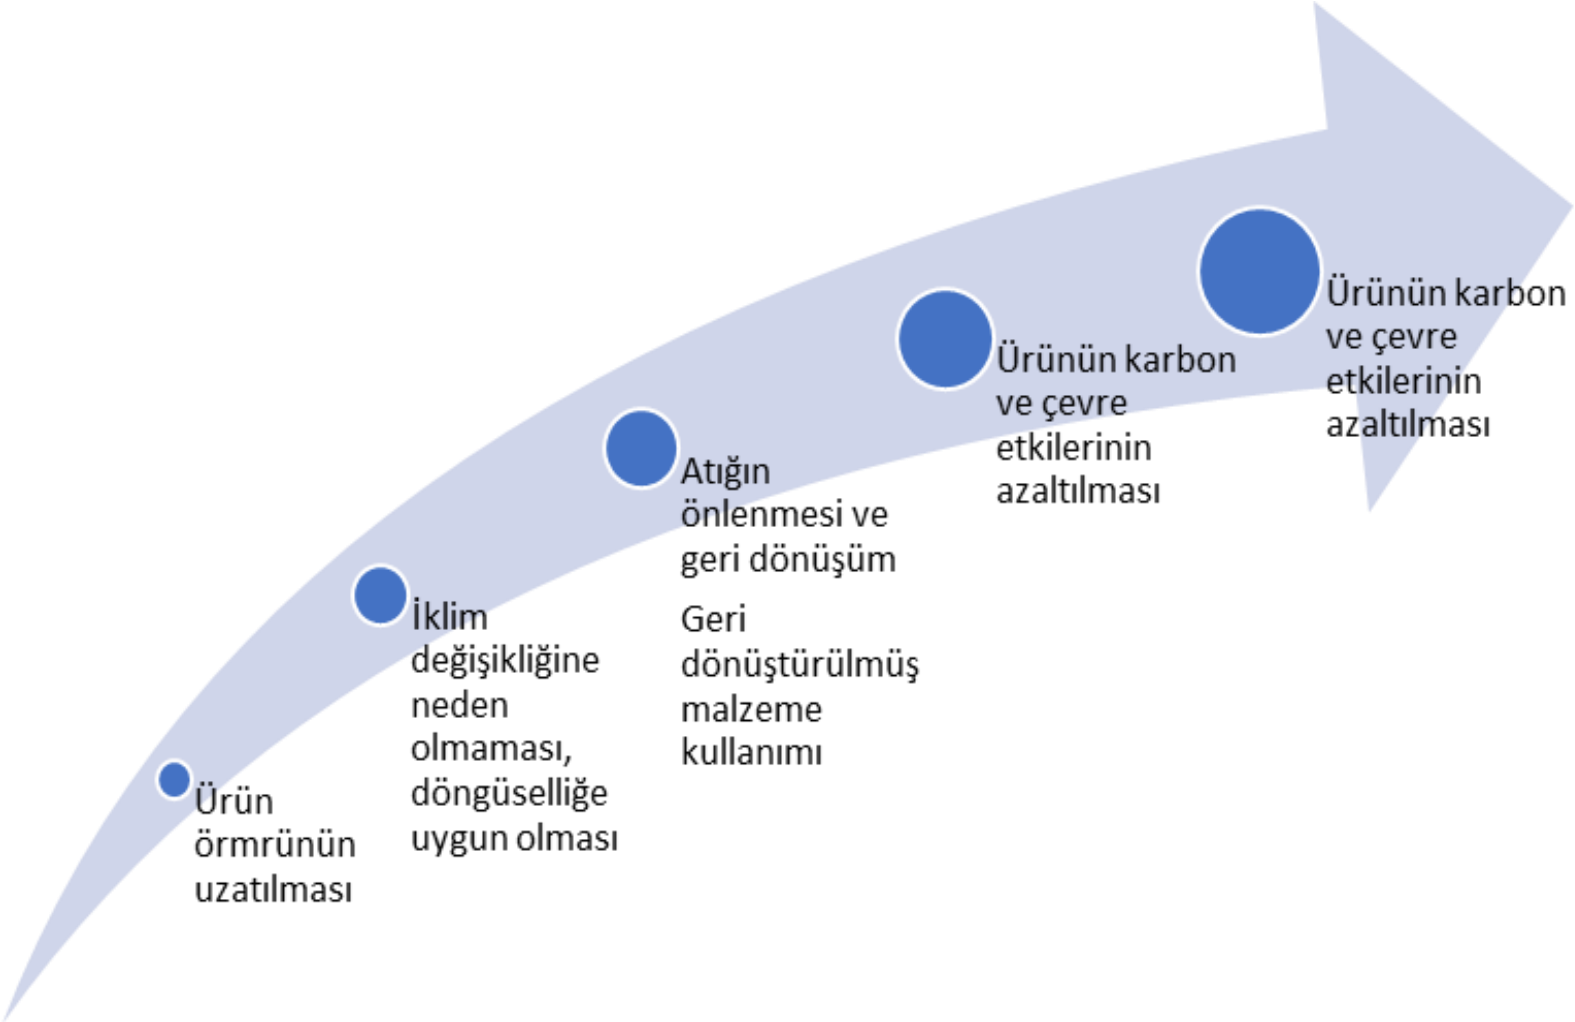 Ürün
örmrünün
uzatılması
İklim
değişikliğine
neden
olmaması,
döngüselliğe
uygun olması
Atığın
önlenmesi ve
geri dönüşüm
Geri
dönüştürülmüş
malzeme
kullanımı
Ürünün karbon
ve çevre
etkilerinin
azaltılması
Ürünün karbon
ve çevre
etkilerinin
azaltılması